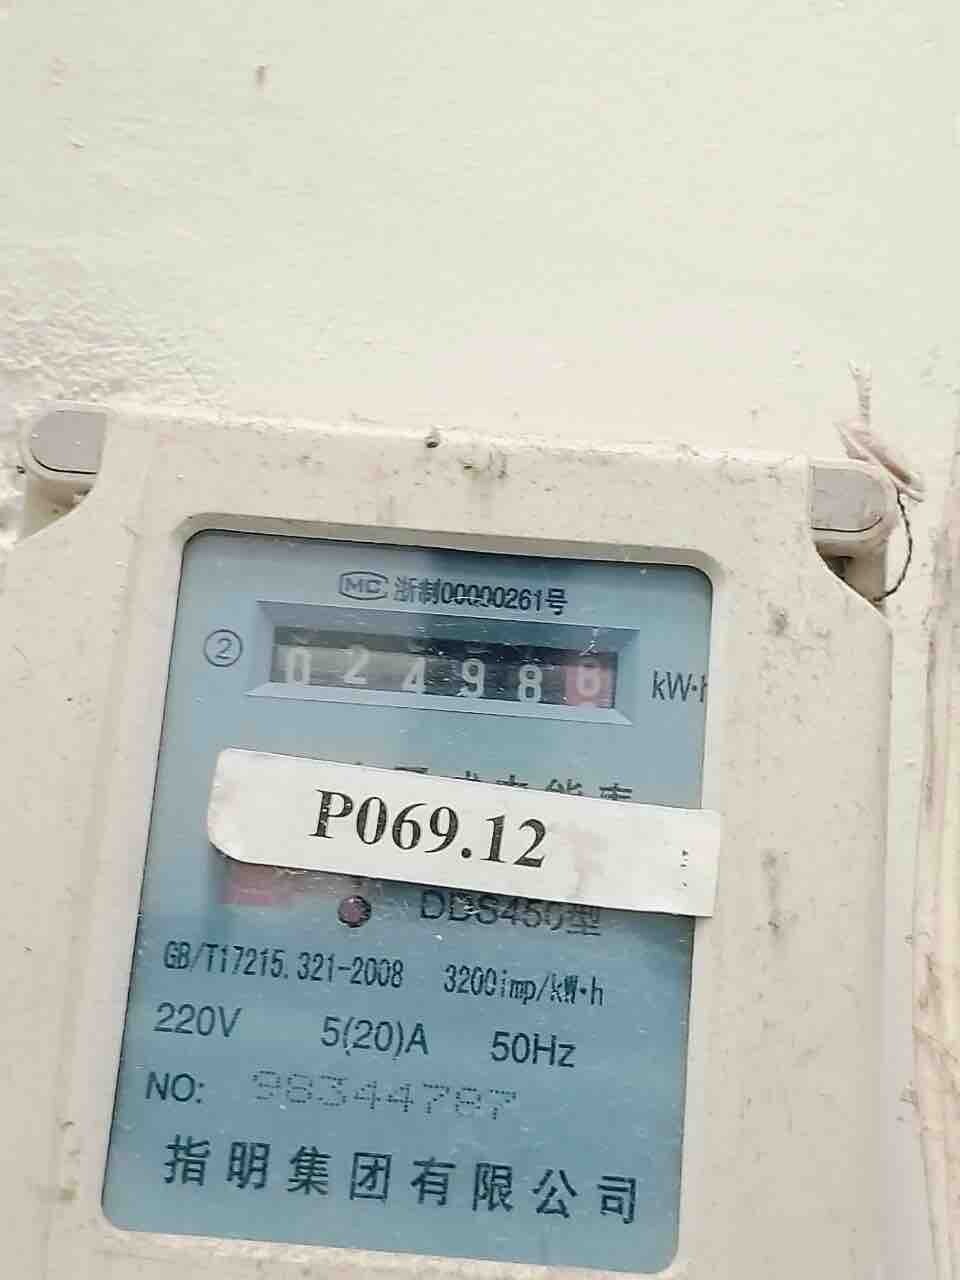 MC 浙制00000261号
② 024988 kW·h
P069.12
DDS450型
GB/T17215.321-2008 3200imp/kW·h
220V 5(20)A 50Hz
NO: 98344787
指明集团有限公司